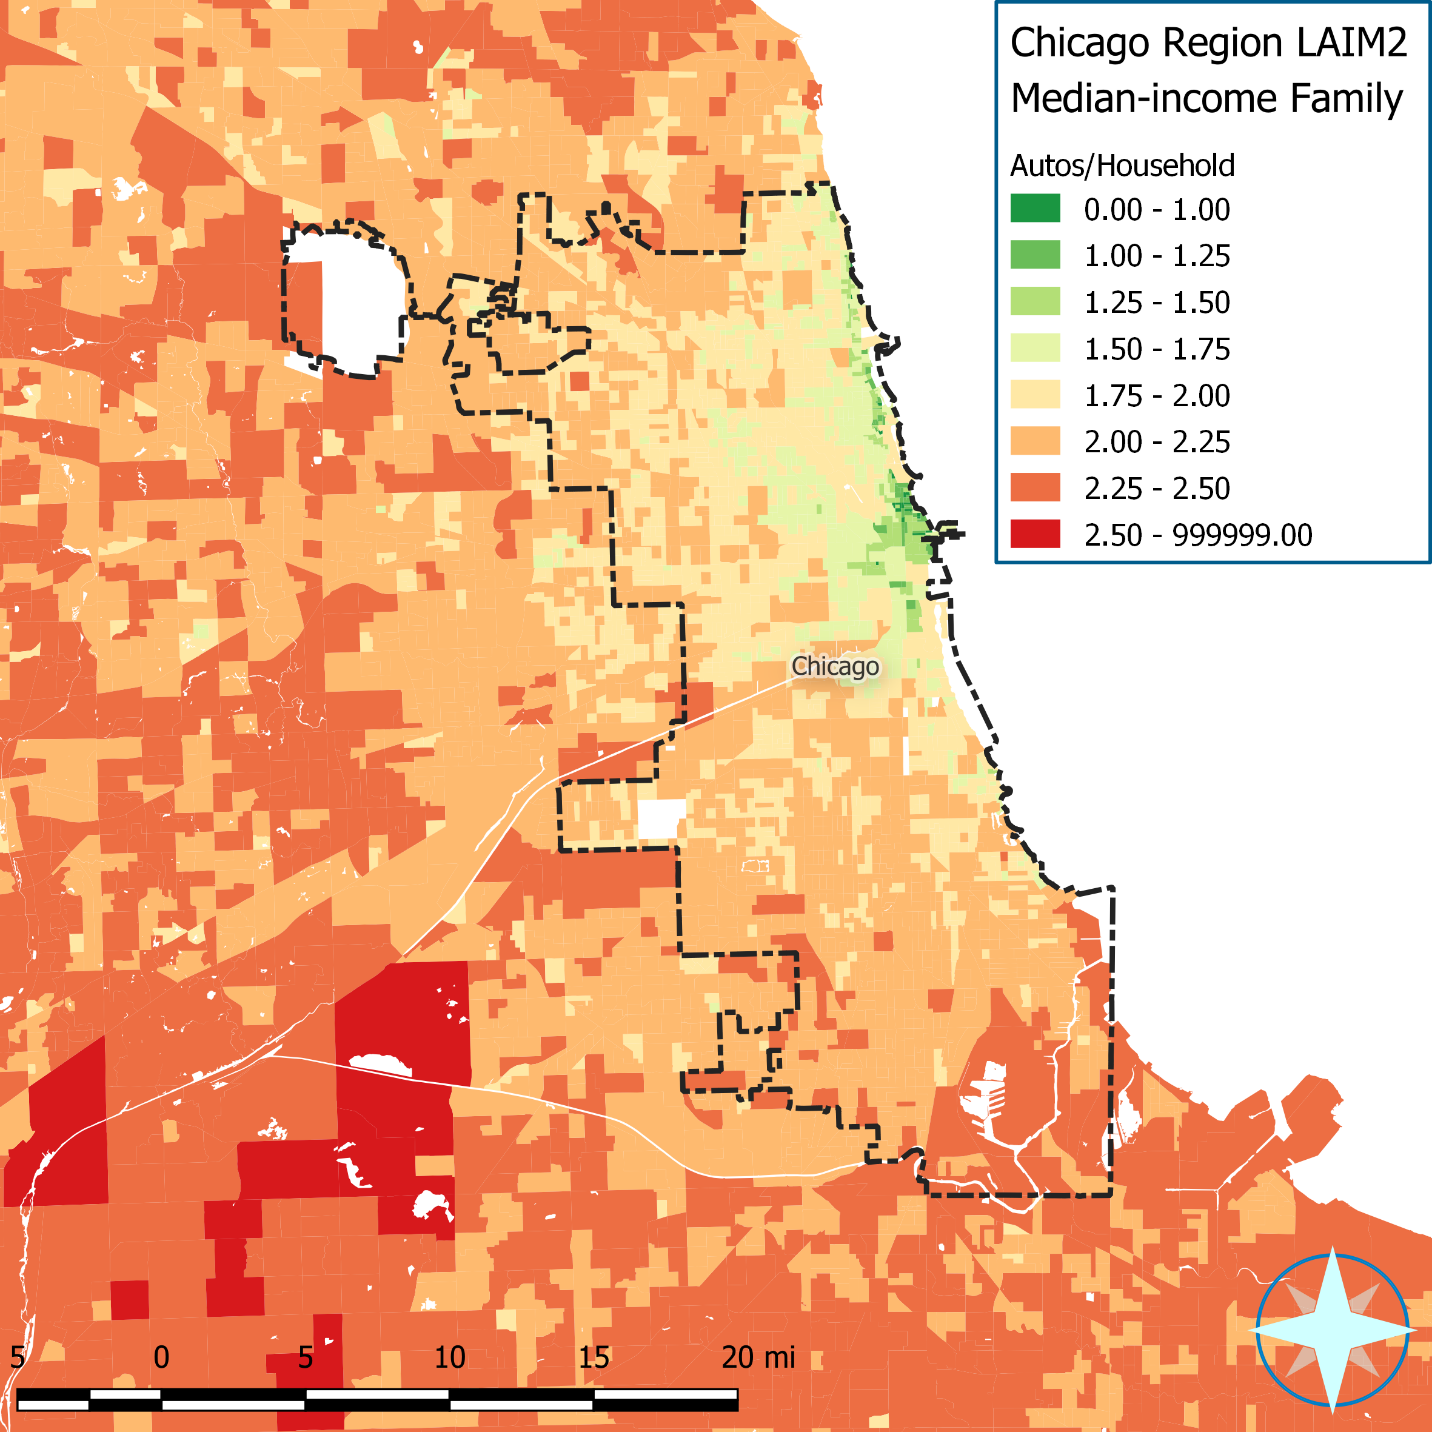 Chicago Region LAIM2
Median-income Family
Autos/Household
0.00 - 1.00
1.00 - 1.25
1.25 - 1.50
1.50 - 1.75
1.75 - 2.00
2.00 - 2.25
2.25 - 2.50
2.50 - 999999.00
Chicago
5 0 5 10 15 20 mi